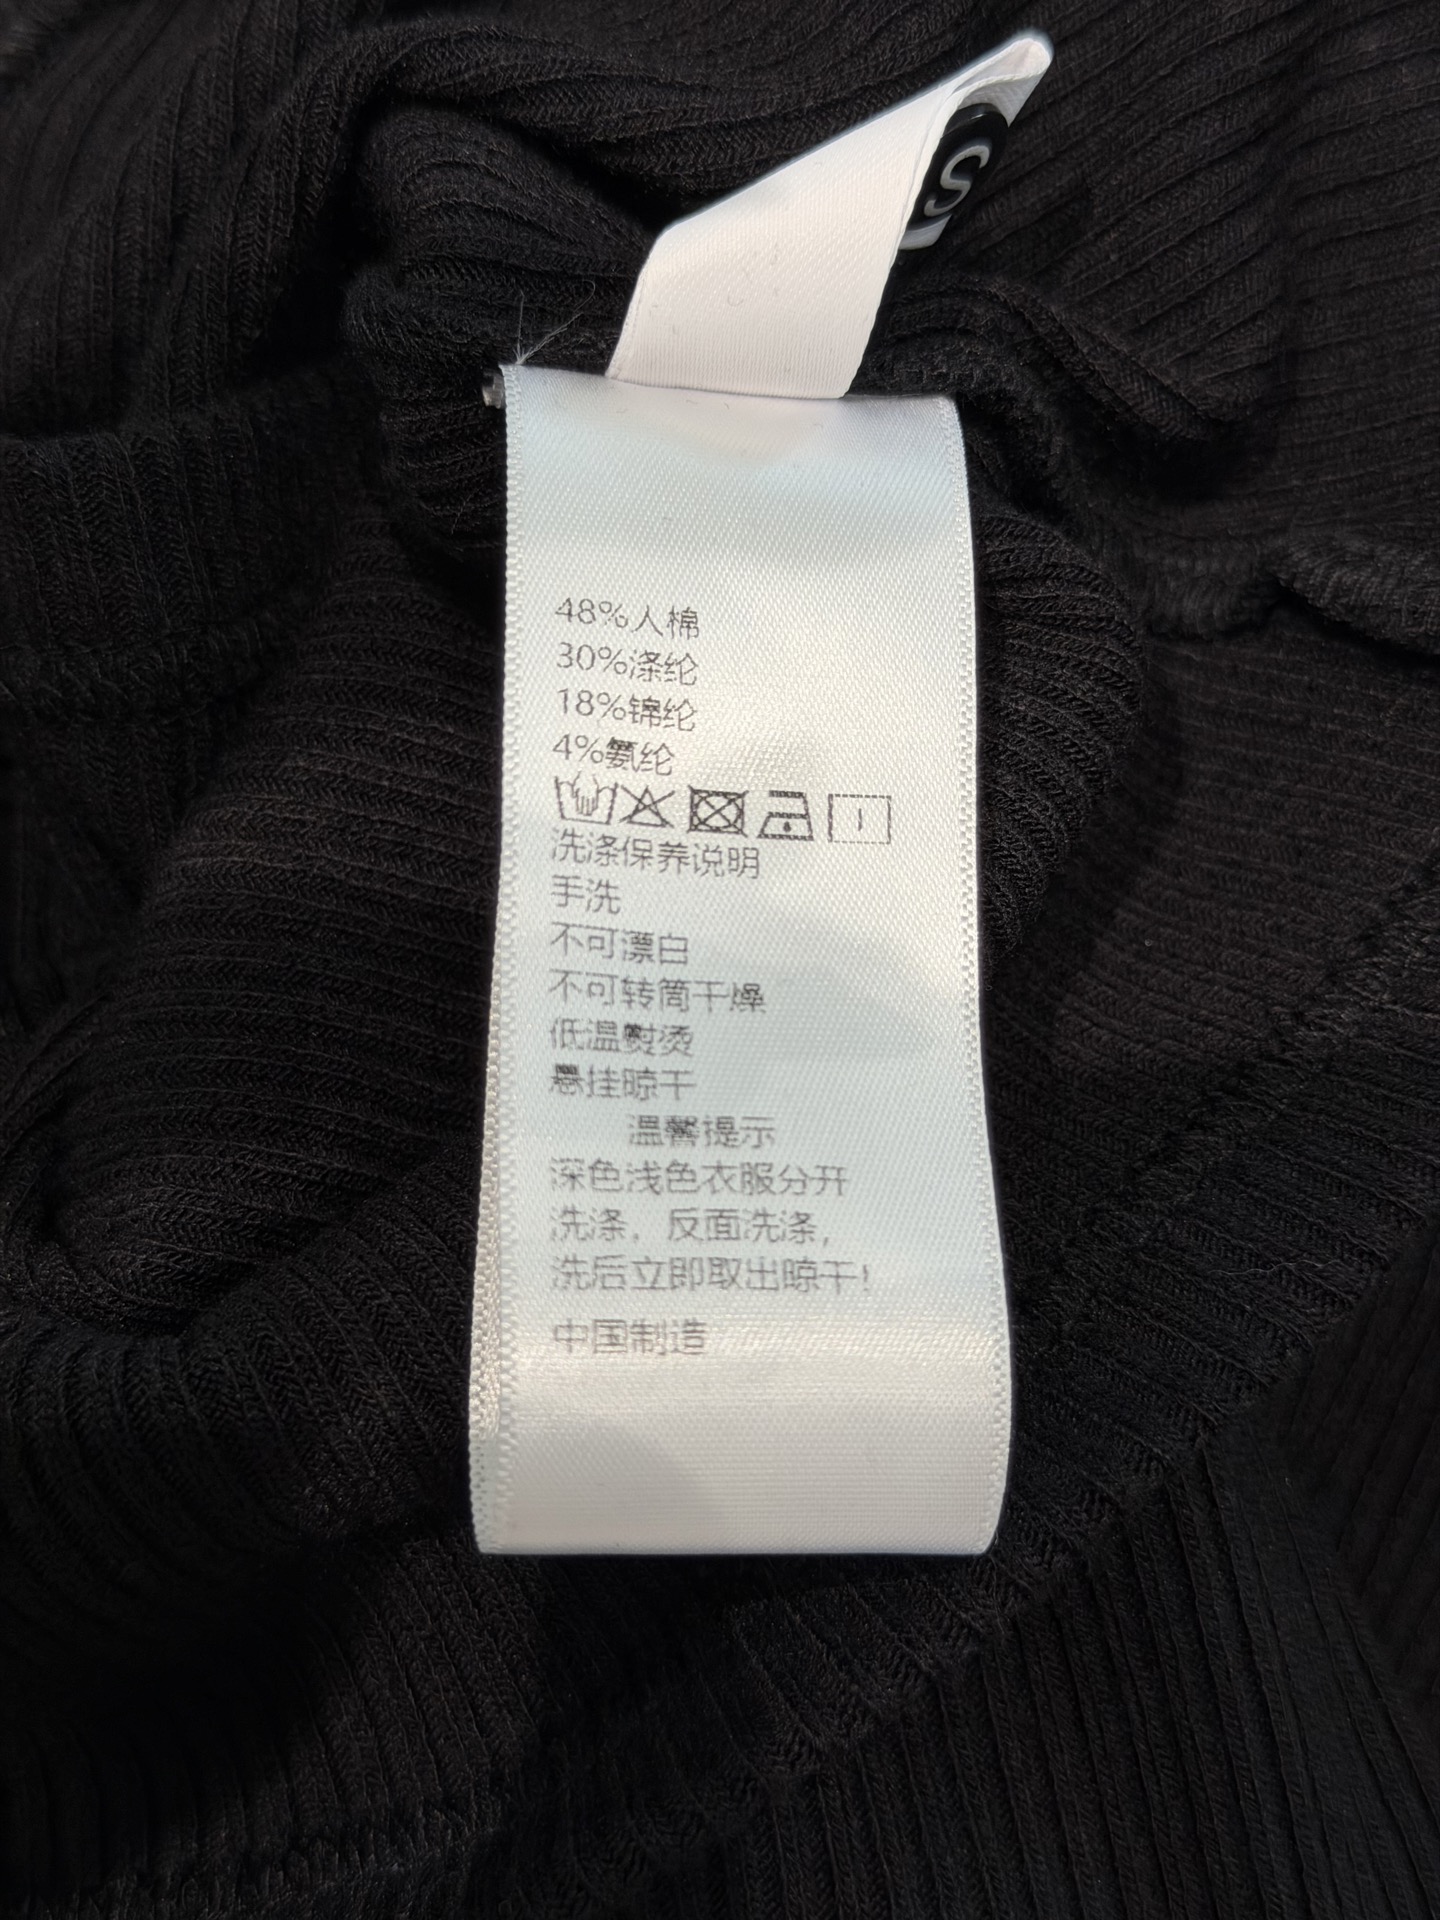 S
48%人棉
30%涤纶
18%锦纶
4%氨纶
洗涤保养说明
手洗
不可漂白
不可转筒干燥
低温熨烫
悬挂晾干
温馨提示
深色浅色衣服分开
洗涤，反面洗涤，
洗后立即取出晾干!
中国制造